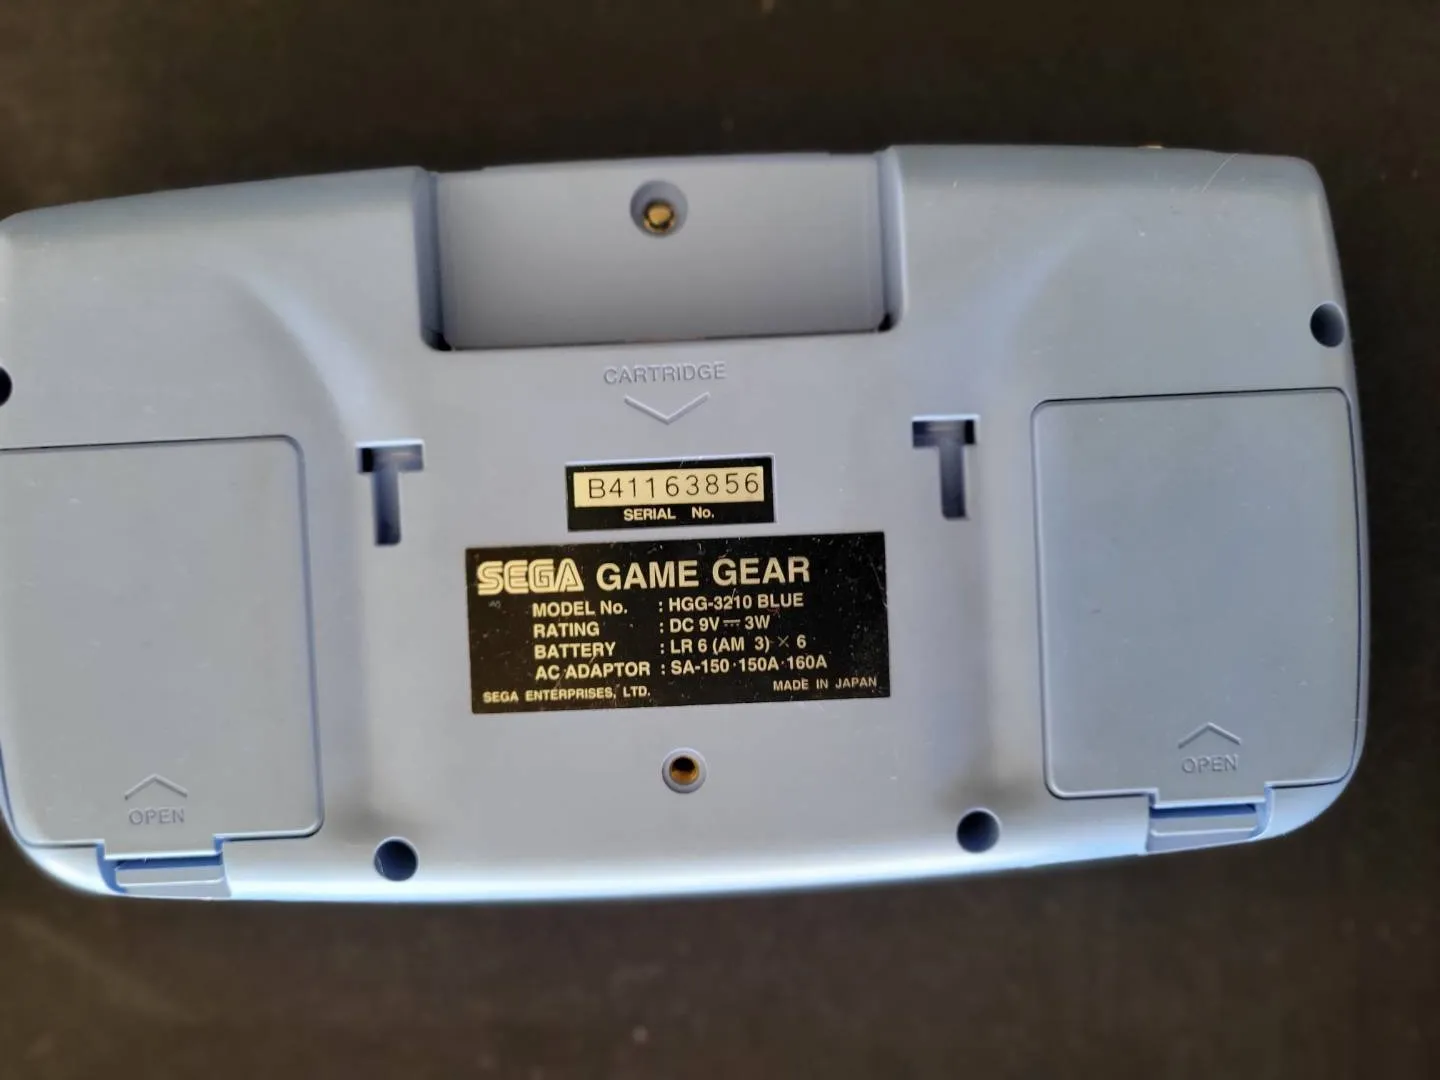 CARTRIDGE
B41163856
SERIAL No.
SEGA GAME GEAR
MODEL No. : HGG-3210 BLUE
RATING : DC 9V⎓3W
BATTERY : LR 6 (AM 3) × 6
AC ADAPTOR : SA-150·150A·160A
SEGA ENTERPRISES, LTD. MADE IN JAPAN
OPEN
OPEN